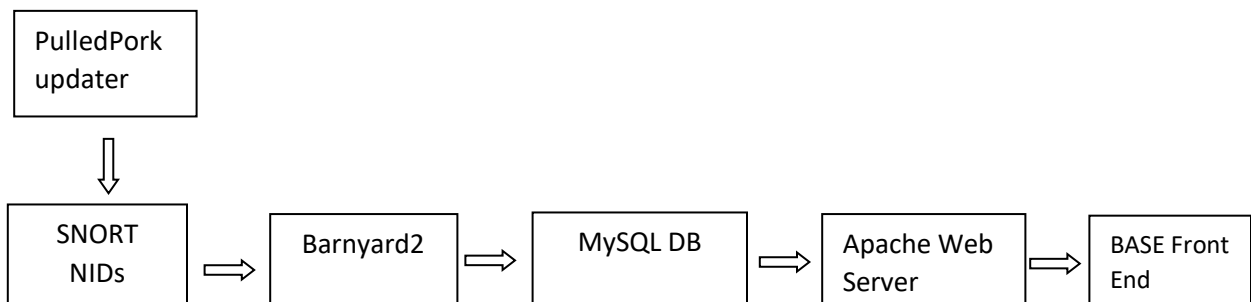 PulledPork
updater
SNORT
NIDs
Barnyard2
MySQL DB
Apache Web
Server
BASE Front
End